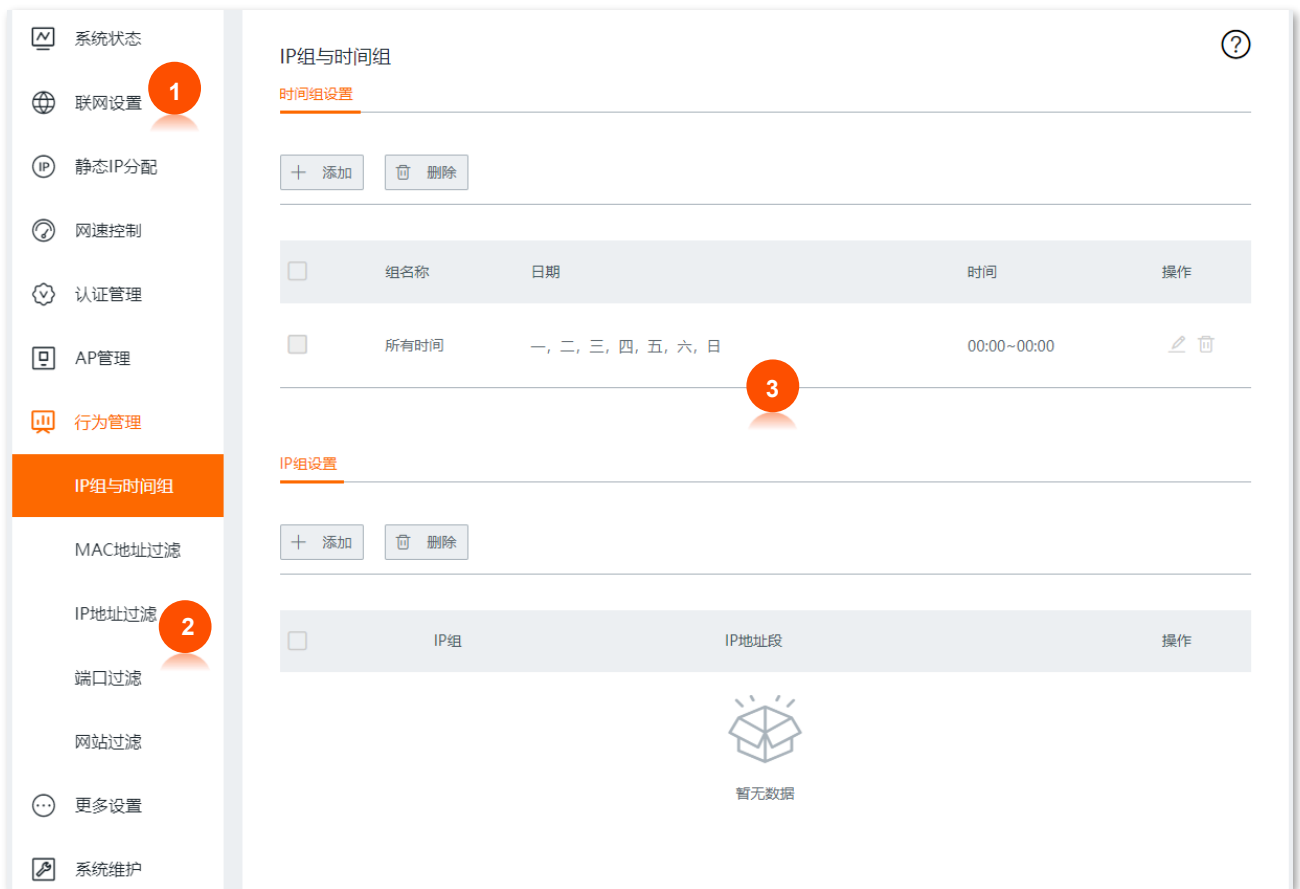 系统状态
联网设置
1
静态IP分配
网速控制
认证管理
AP管理
行为管理
IP组与时间组
MAC地址过滤
IP地址过滤
2
端口过滤
网站过滤
更多设置
系统维护
IP组与时间组
?
时间组设置
添加 删除
组名称 日期 时间 操作
所有时间 一, 二, 三, 四, 五, 六, 日 00:00~00:00
3
IP组设置
添加 删除
IP组 IP地址段 操作
暂无数据